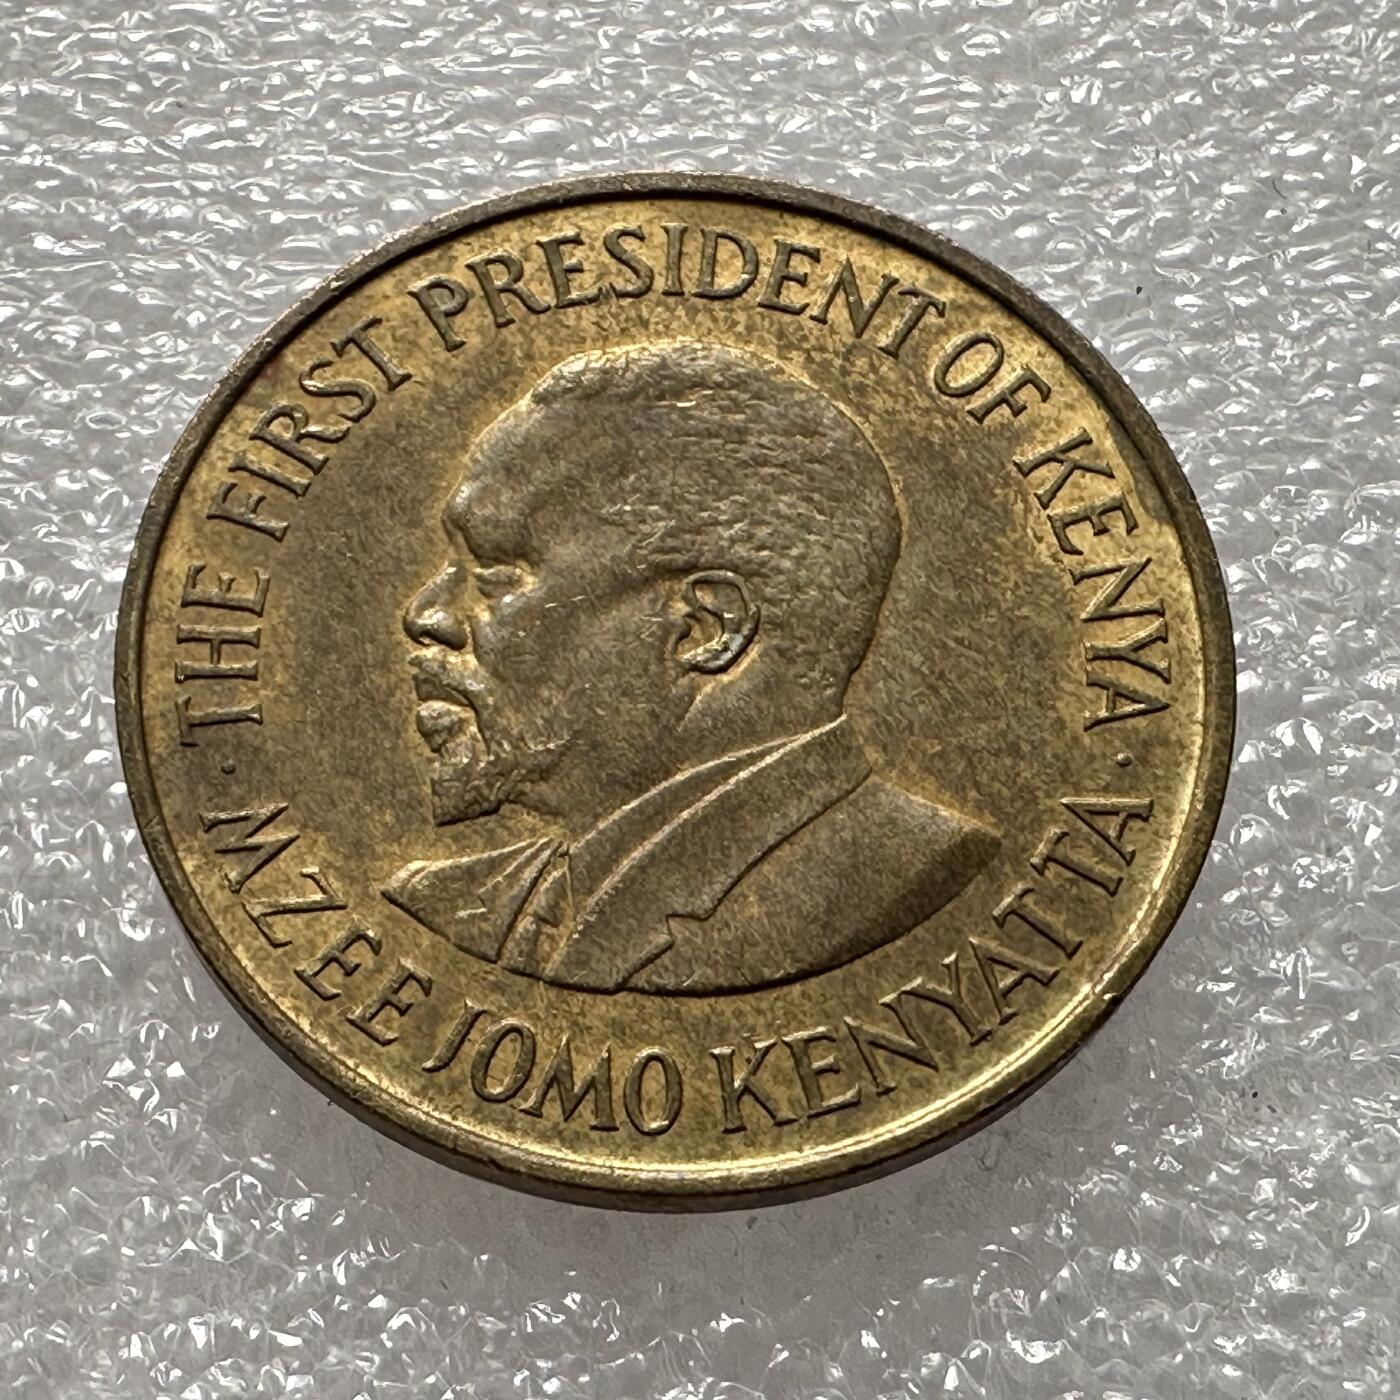 · THE FIRST PRESIDENT OF KENYA ·
MZEE JOMO KENYATTA